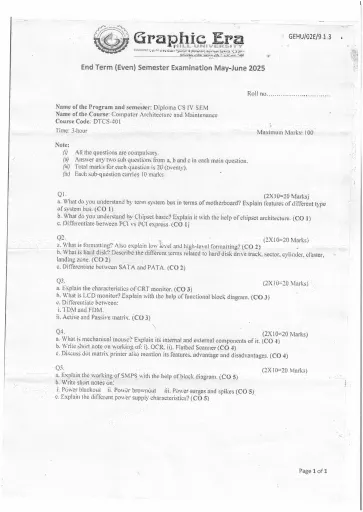 GEHU/02E/9.1.3
Graphic Era
HILL UNIVERSITY
End Term (Even) Semester Examination May-June 2025
Roll no.........................
Name of the Program and semester: Diploma CS IV SEM
Name of the Course: Computer Architecture and Maintenance
Course Code: DTCS-401
Time: 3-hour Maximum Marks: 100
Note:
(i) All the questions are compulsory.
(ii) Answer any two sub questions from a, b and c in each main question.
(iii) Total marks for each question is 20 (twenty).
(iv) Each sub-question carries 10 marks.
Q1. (2X10=20 Marks)
a. What do you understand by term system bus in terms of motherboard? Explain features of different type
of system bus. (CO 1)
b. What do you understand by Chipset basic? Explain it with the help of chipset architecture. (CO 1)
c. Differentiate between PCI vs PCI express. (CO 1)
Q2. (2X10=20 Marks)
a. What is formatting? Also explain low level and high-level formatting? (CO 2)
b. What is hard disk? Describe the different terms related to hard disk drive track, sector, cylinder, cluster,
landing zone. (CO 2)
c. Differentiate between SATA and PATA. (CO 2)
Q3. (2X10=20 Marks)
a. Explain the characteristics of CRT monitor. (CO 3)
b. What is LCD monitor? Explain with the help of functional block diagram. (CO 3)
c. Differentiate between:
i. TDM and FDM.
ii. Active and Passive matrix. (CO 3)
Q4. (2X10=20 Marks)
a. What is mechanical mouse? Explain its internal and external components of it. (CO 4)
b. Write short note on working of: i). OCR, ii). Flatbed Scanner (CO 4)
c. Discuss dot matrix printer also mention its features, advantage and disadvantages. (CO 4)
Q5. (2X10=20 Marks)
a. Explain the working of SMPS with the help of block diagram. (CO 5)
b. Write short notes on:
i. Power blackout ii. Power brownout iii. Power surges and spikes (CO 5)
c. Explain the different power supply characteristics? (CO 5)
Page 1 of 1